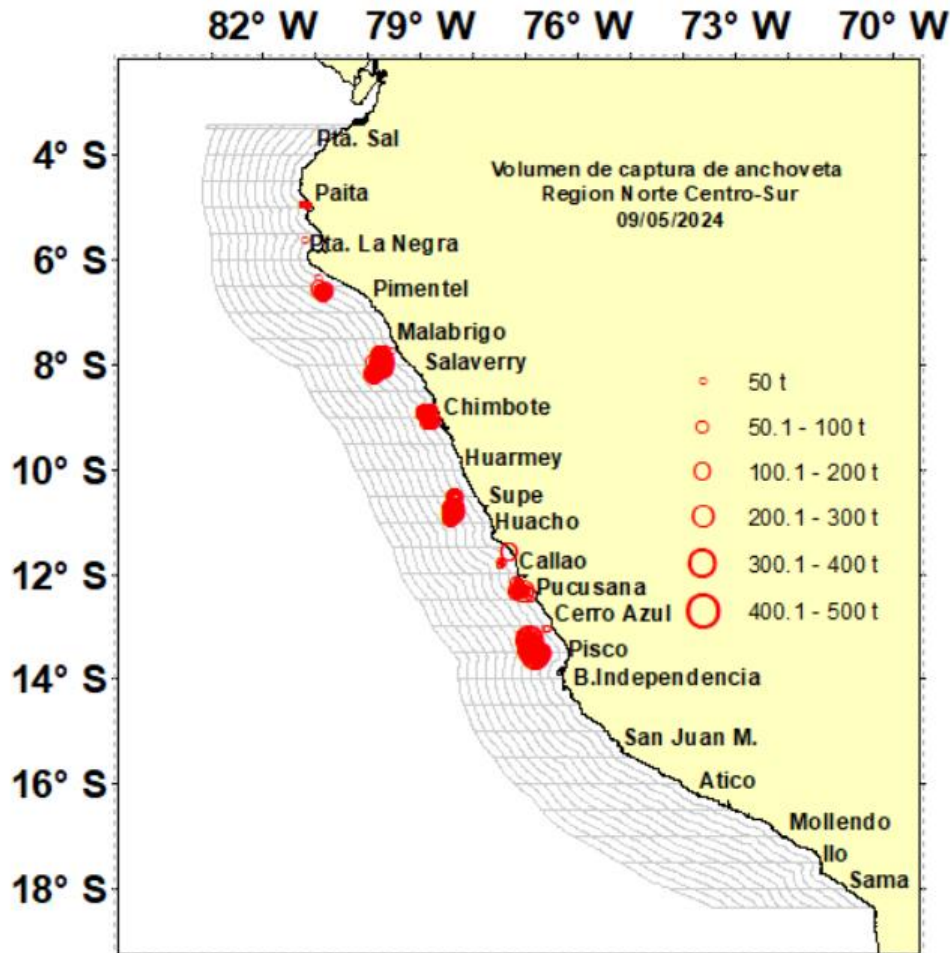 82° W 79° W 76° W 73° W 70° W
4° S
6° S
8° S
10° S
12° S
14° S
16° S
18° S
Volumen de captura de anchoveta
Region Norte Centro-Sur
09/05/2024
Pta. Sal
Paita
Pta. La Negra
Pimentel
Malabrigo
Salaverry
Chimbote
Huarmey
Supe
Huacho
Callao
Pucusana
Cerro Azul
Pisco
B.Independencia
San Juan M.
Atico
Mollendo
Ilo
Sama
50 t
50.1 - 100 t
100.1 - 200 t
200.1 - 300 t
300.1 - 400 t
400.1 - 500 t